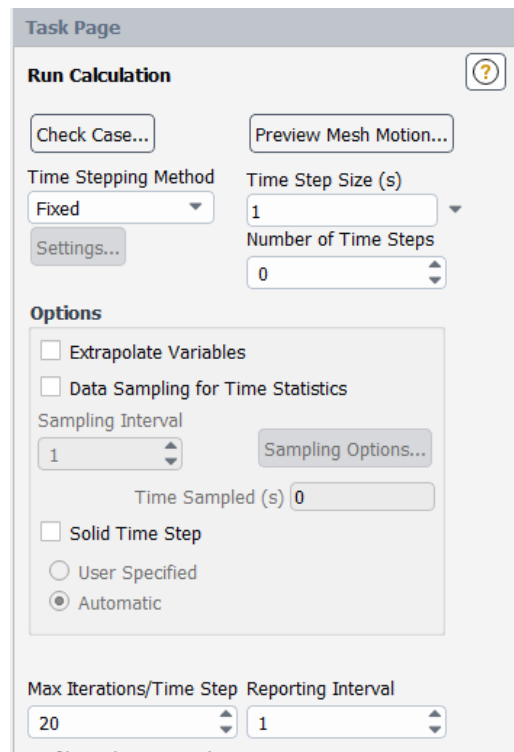 Task Page
Run Calculation
?
Check Case... Preview Mesh Motion...
Time Stepping Method Time Step Size (s)
Fixed 1
Settings... Number of Time Steps
0
Options
Extrapolate Variables
Data Sampling for Time Statistics
Sampling Interval
1 Sampling Options...
Time Sampled (s) 0
Solid Time Step
User Specified
Automatic
Max Iterations/Time Step Reporting Interval
20 1